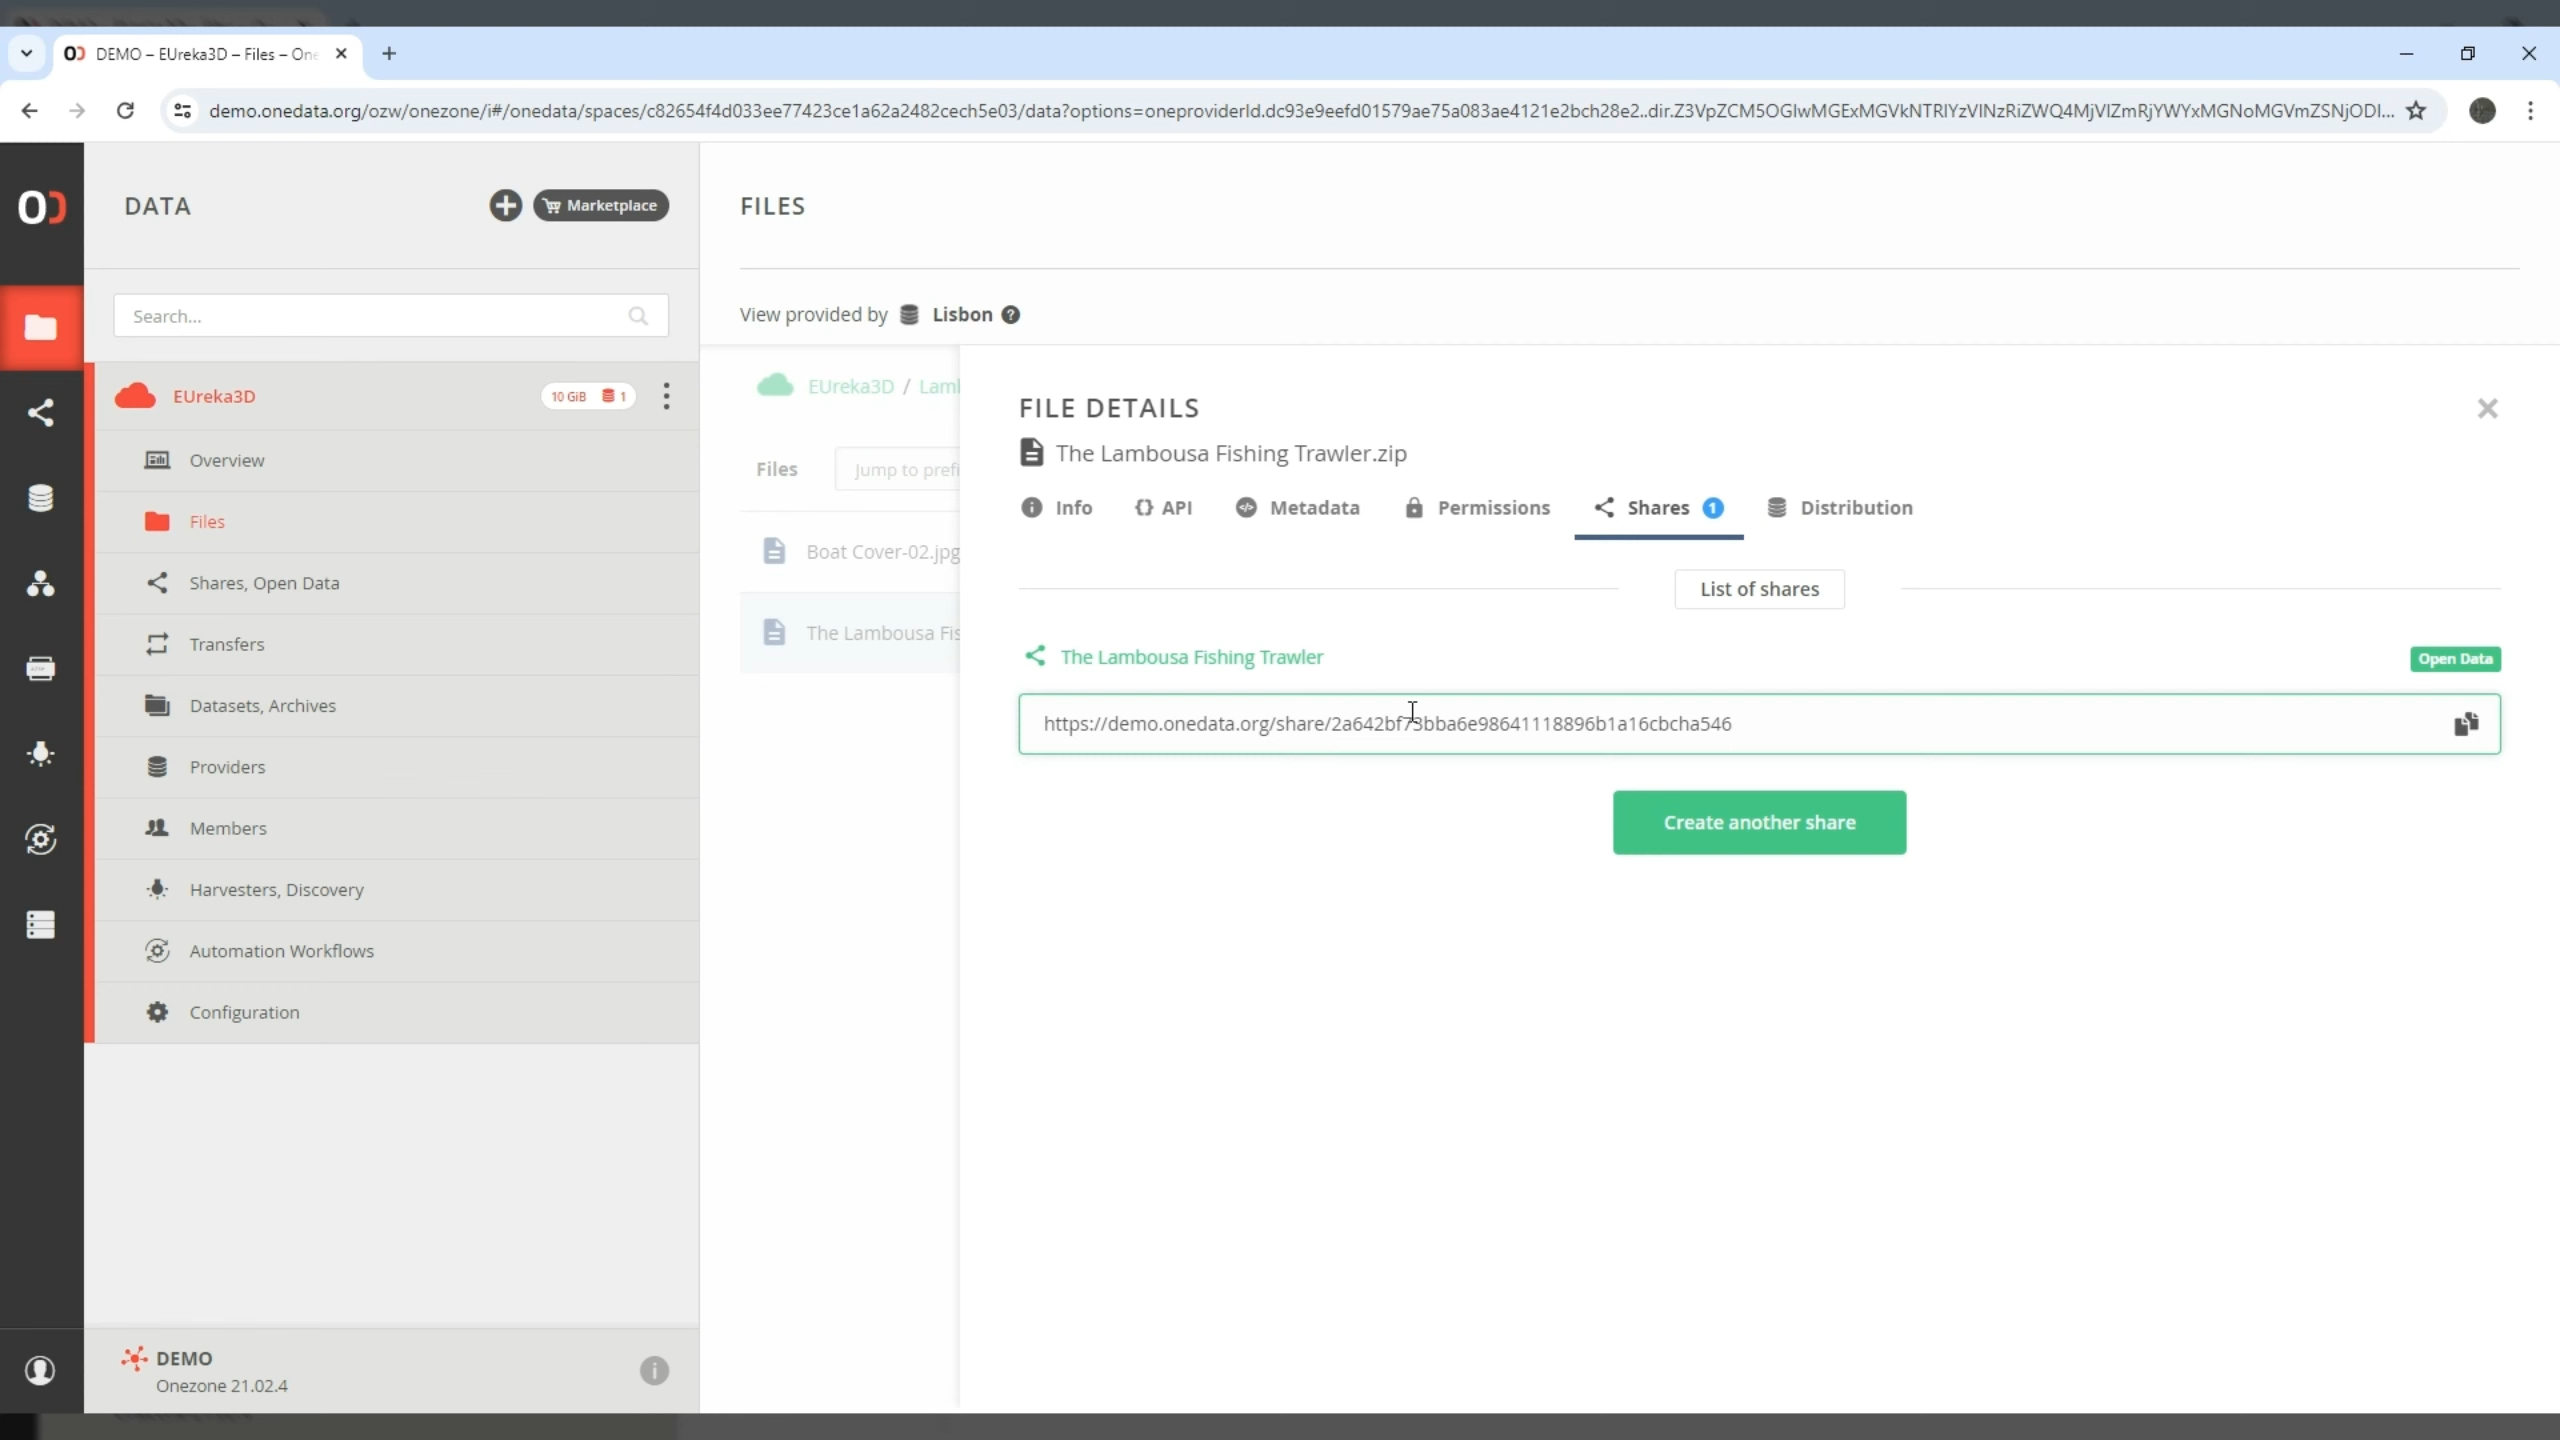 DEMO – EUreka3D – Files – One
demo.onedata.org/ozw/onezone/i#/onedata/spaces/c82654f4d033ee77423ce1a62a2482cech5e03/data?options=oneproviderId.dc93e9eefd01579ae75a083ae4121e2bch28e2..dir.Z3VpZCM5OGIwMGExMGVkNTRlYzVlNzRiZWQ4MjVlZmRjYWYxMGNoMGVmZSNjODI...
DATA
Marketplace
FILES
Search...
View provided by Lisbon
EUreka3D
10 GiB 1
Overview
Files
Shares, Open Data
Transfers
Datasets, Archives
Providers
Members
Harvesters, Discovery
Automation Workflows
Configuration
DEMO
Onezone 21.02.4
EUreka3D / Lamb
Files
Jump to prefi
Boat Cover-02.jpg
The Lambousa Fis
FILE DETAILS
The Lambousa Fishing Trawler.zip
Info
API
Metadata
Permissions
Shares 1
Distribution
List of shares
The Lambousa Fishing Trawler
Open Data
https://demo.onedata.org/share/2a642bf73bba6e98641118896b1a16cbcha546
Create another share